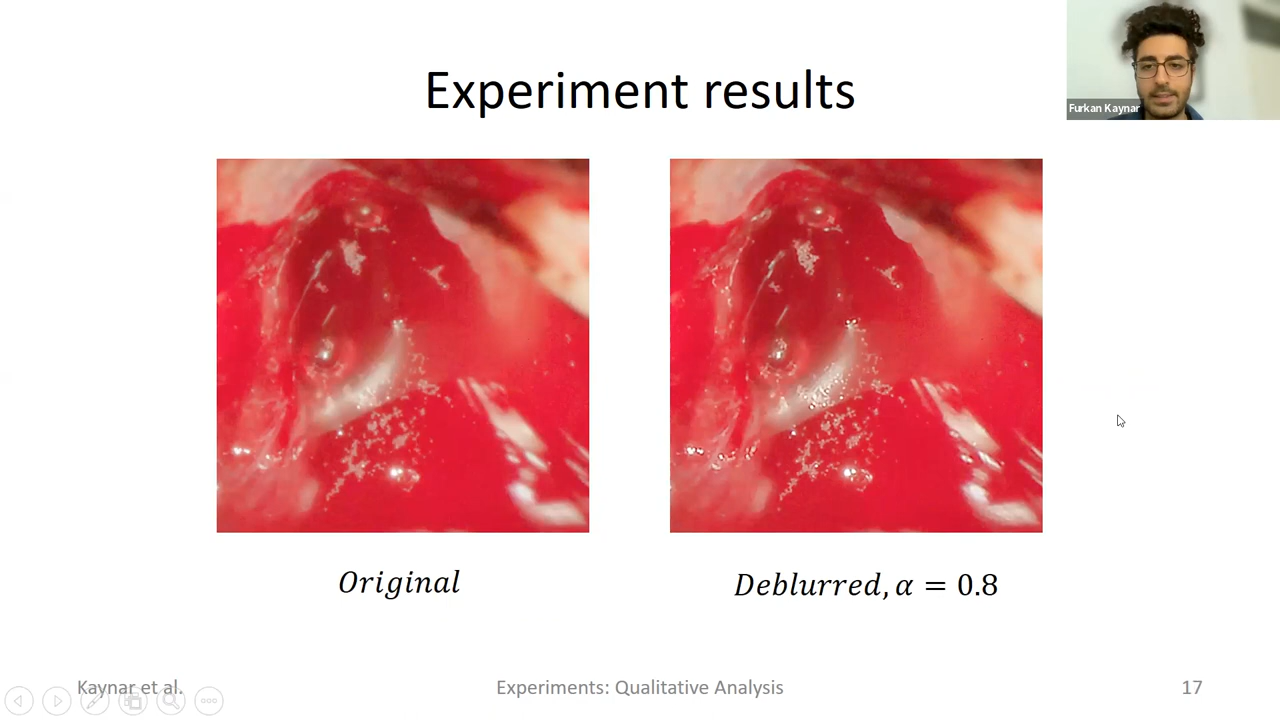 Experiment results
Furkan Kaynar
Original
Deblurred, α = 0.8
Kaynar et al.
Experiments: Qualitative Analysis
17